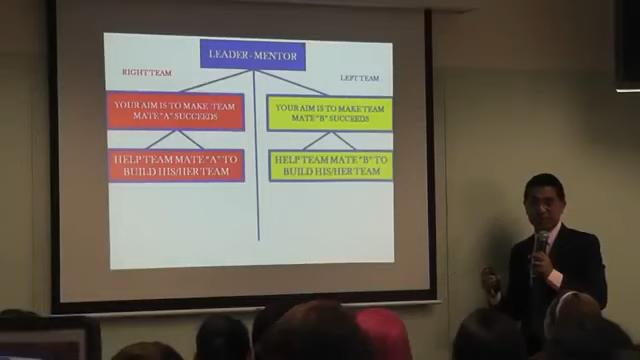 LEADER - MENTOR
RIGHT TEAM
LEFT TEAM
YOUR AIM IS TO MAKE TEAM
MATE "A" SUCCEEDS
YOUR AIM IS TO MAKE TEAM
MATE "B" SUCCEEDS
HELP TEAM MATE "A" TO
BUILD HIS/HER TEAM
HELP TEAM MATE "B" TO
BUILD HIS/HER TEAM